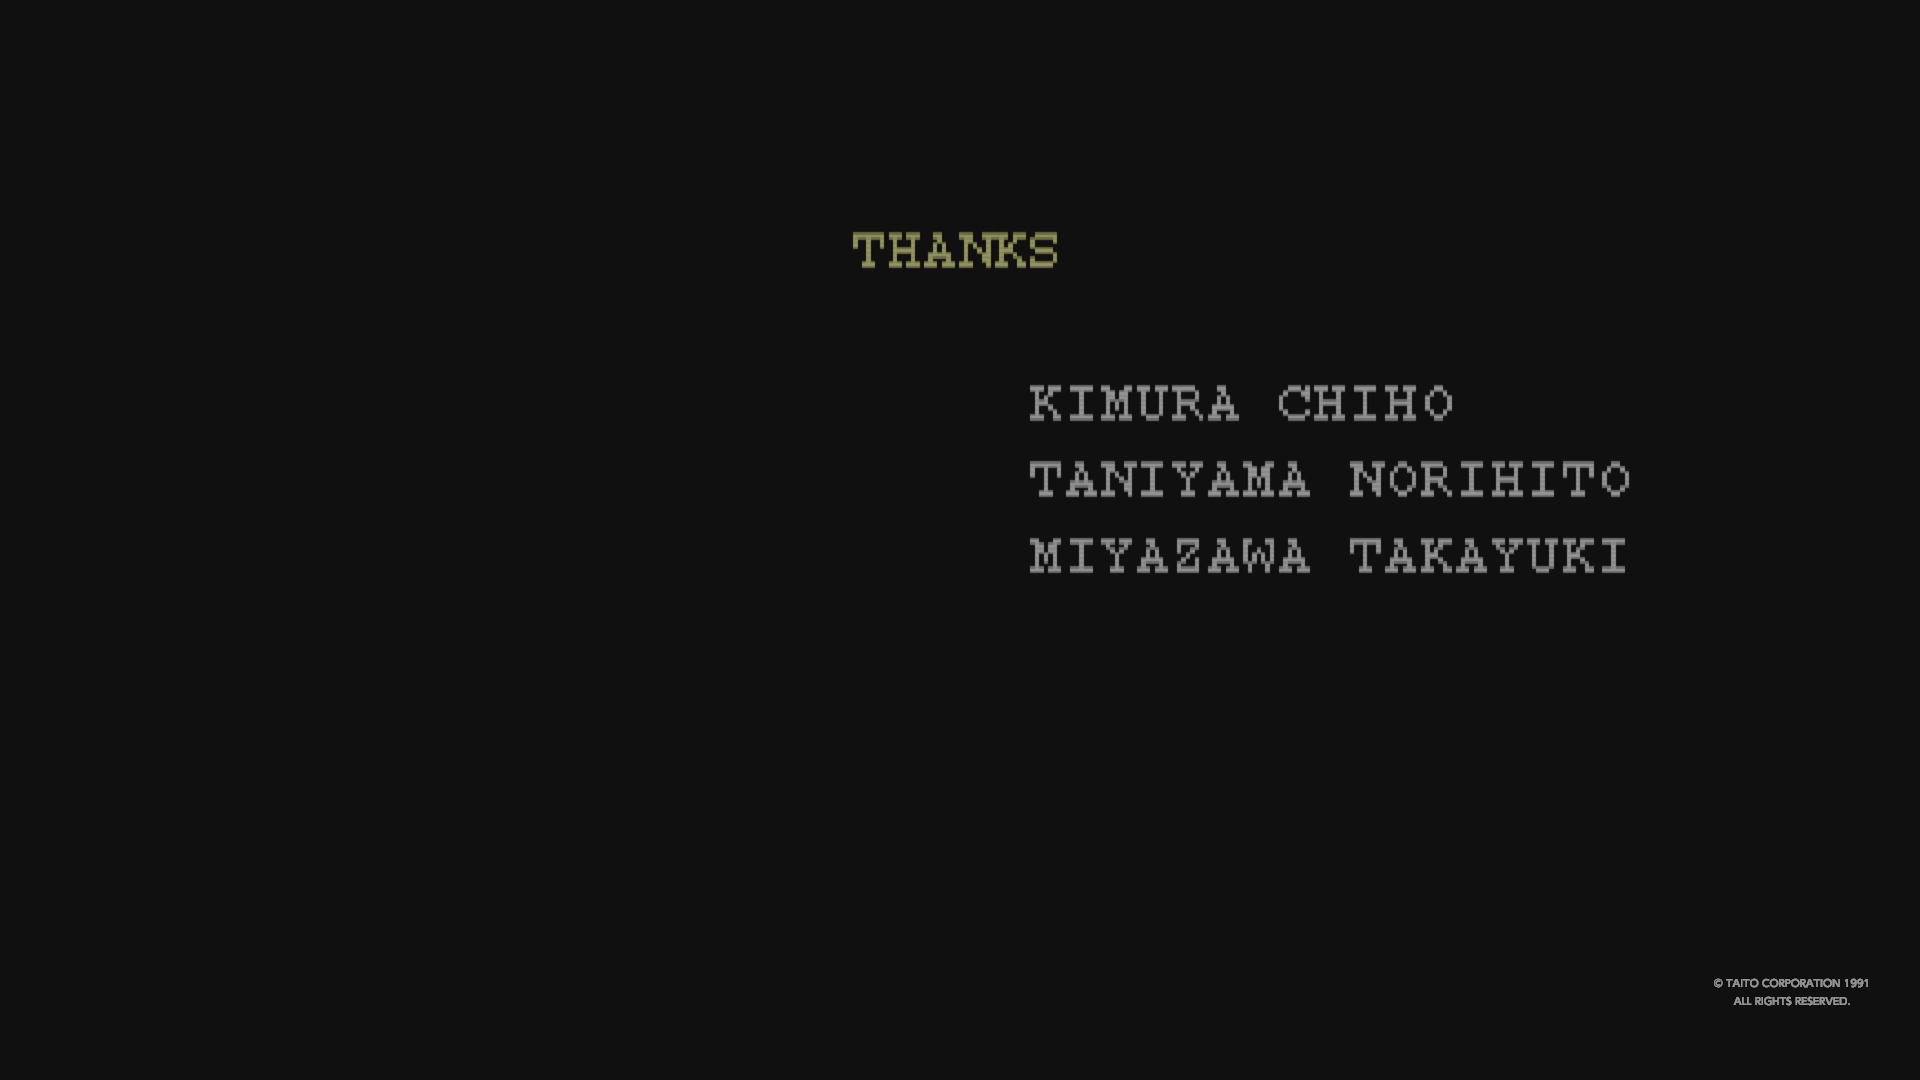 THANKS
KIMURA CHIHO
TANIYAMA NORIHITO
MIYAZAWA TAKAYUKI
© TAITO CORPORATION 1991
ALL RIGHTS RESERVED.